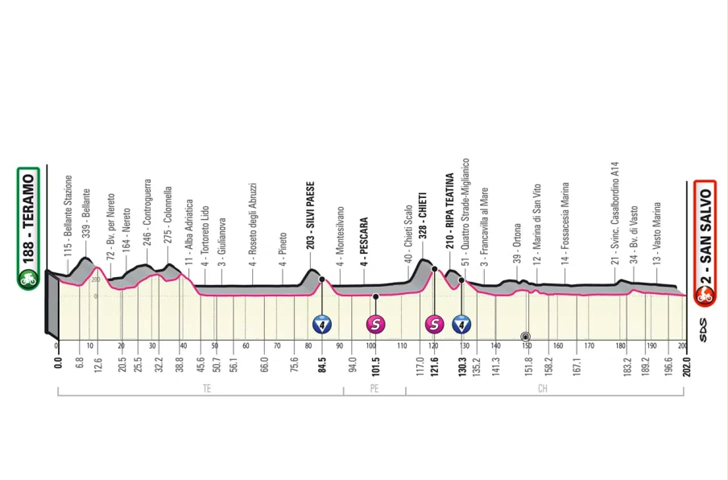 188 - TERAMO
115 - Bellante Stazione
339 - Bellante
72 - Bv. per Nereto
164 - Nereto
246 - Controguerra
275 - Colonnella
11 - Alba Adriatica
4 - Tortoreto Lido
3 - Giulianova
4 - Roseto degli Abruzzi
4 - Pineto
203 - SILVI PAESE
4 - Montesilvano
4 - PESCARA
40 - Chieti Scalo
328 - CHIETI
210 - RIPA TEATINA
51 - Quattro Strade-Miglianico
3 - Francavilla al Mare
39 - Ortona
12 - Marina di San Vito
14 - Fossacesia Marina
21 - Svinc. Casalbordino A14
34 - Bv. di Vasto
13 - Vasto Marina
2 - SAN SALVO
SDS
200
0
4 S S 4
0 10 20 30 40 50 60 70 80 90 100 110 120 130 140 150 160 170 180 190 200
0.0 6.8 12.6 20.5 25.5 32.2 38.8 45.6 50.7 56.1 66.0 75.6 84.5 94.0 101.5 117.0 121.6 130.3 135.2 141.3 151.8 158.2 167.1 183.2 189.2 196.6 202.0
TE PE CH